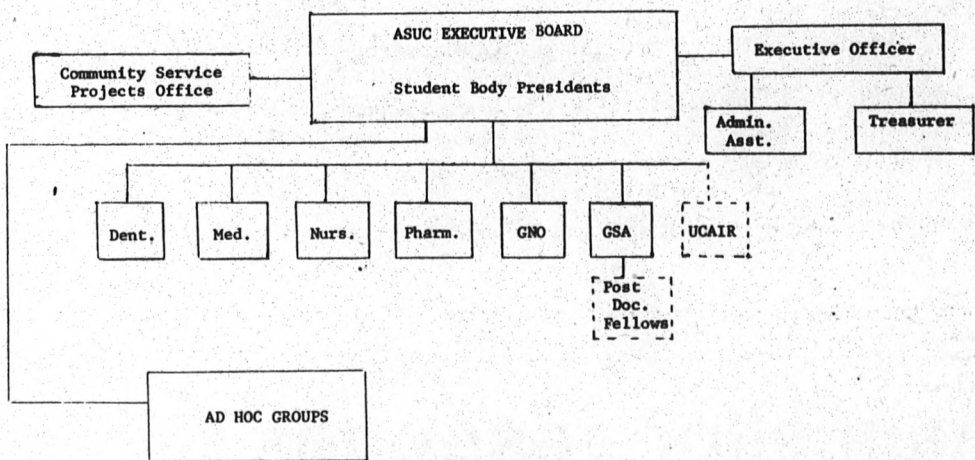 ASUC EXECUTIVE BOARD
Student Body Presidents
Community Service
Projects Office
Executive Officer
Admin.
Asst.
Treasurer
Dent.
Med.
Nurs.
Pharm.
GNO
GSA
UCAIR
Post
Doc.
Fellows
AD HOC GROUPS